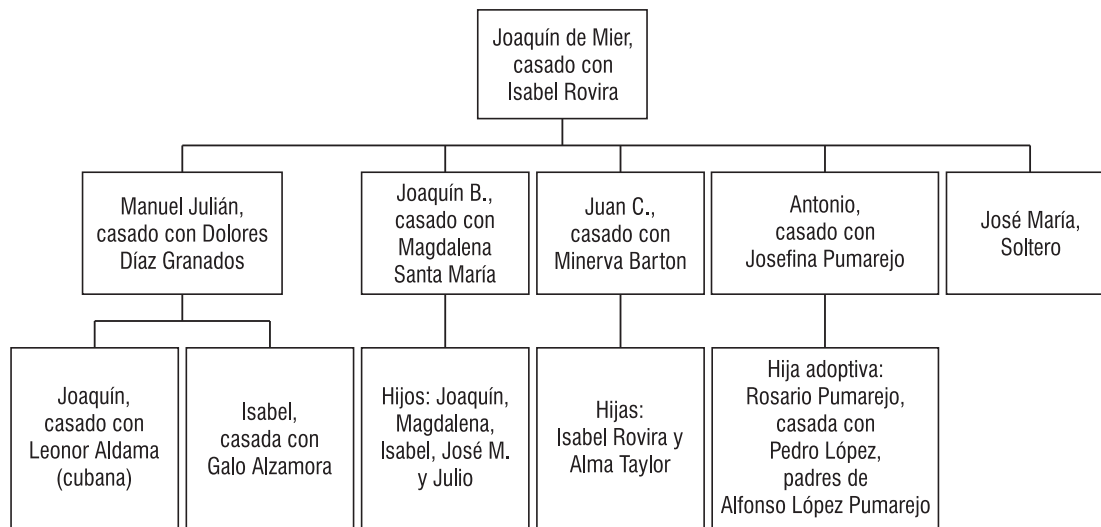 Joaquín de Mier,
casado con
Isabel Rovira
Manuel Julián,
casado con Dolores
Díaz Granados
Joaquín B.,
casado con
Magdalena
Santa María
Juan C.,
casado con
Minerva Barton
Antonio,
casado con
Josefina Pumarejo
José María,
Soltero
Joaquín,
casado con
Leonor Aldama
(cubana)
Isabel,
casada con
Galo Alzamora
Hijos: Joaquín,
Magdalena,
Isabel, José M.
y Julio
Hijas:
Isabel Rovira y
Alma Taylor
Hija adoptiva:
Rosario Pumarejo,
casada con
Pedro López,
padres de
Alfonso López Pumarejo